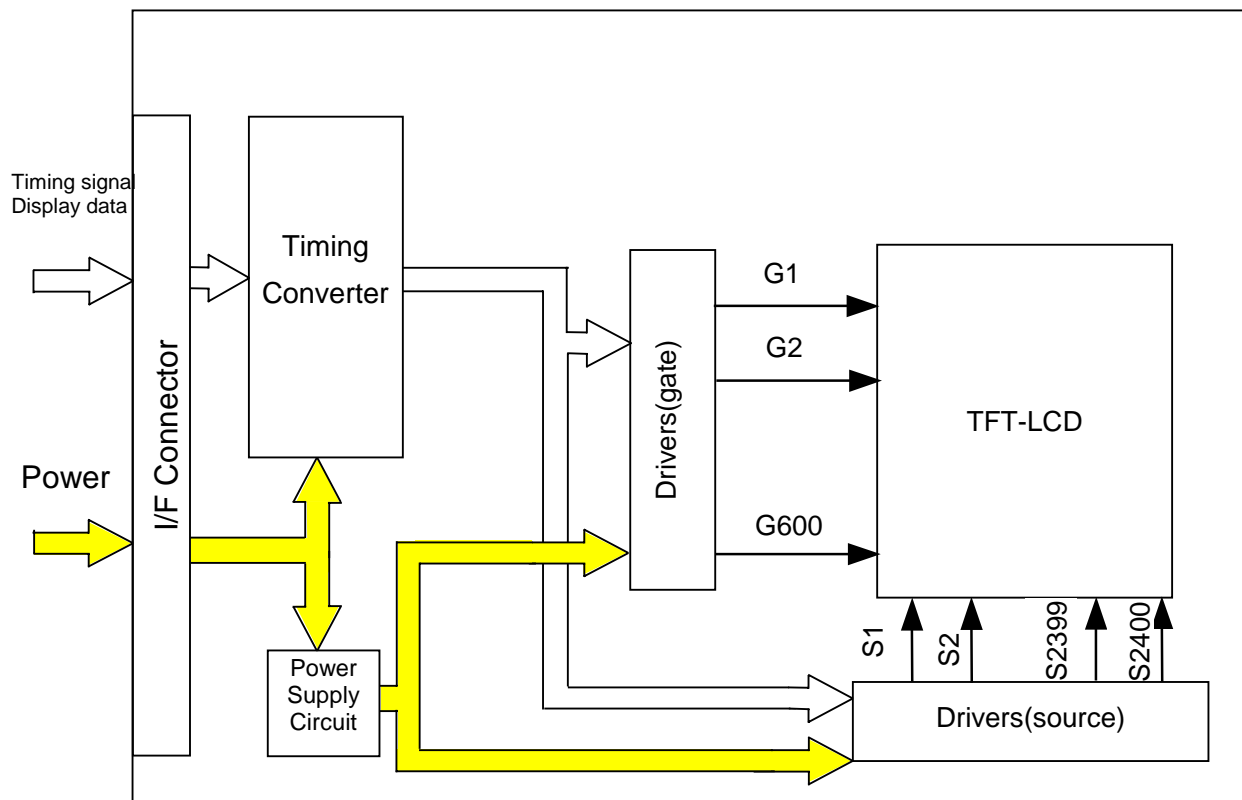 Timing signal
Display data
Power
I/F Connector
Timing
Converter
Power
Supply
Circuit
Drivers(gate)
G1
G2
G600
TFT-LCD
S1
S2
S2399
S2400
Drivers(source)